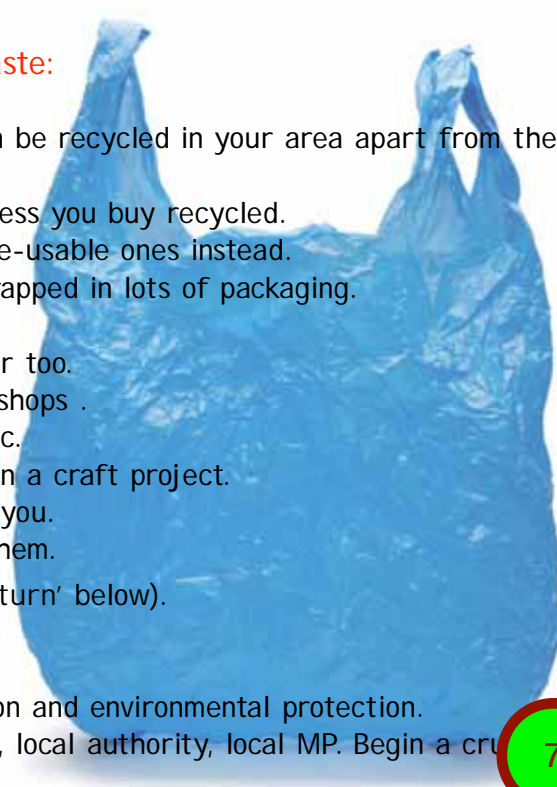 ste:
be recycled in your area apart from the
ess you buy recycled.
e-usable ones instead.
apped in lots of packaging.
r too.
shops .
c.
n a craft project.
you.
hem.
turn' below).
on and environmental protection.
, local authority, local MP. Begin a cru
7